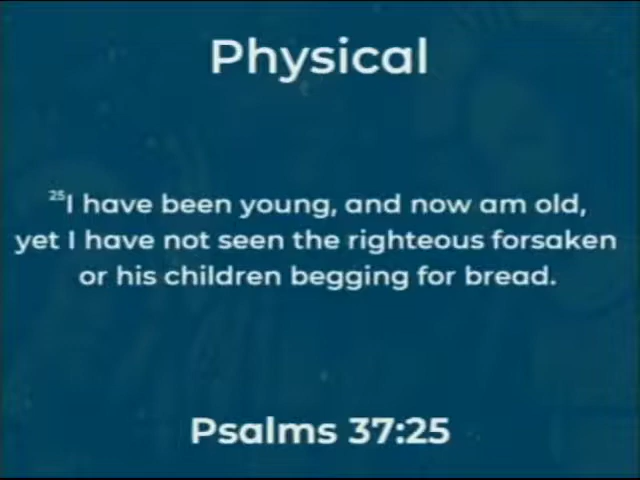 Physical
²⁵I have been young, and now am old,
yet I have not seen the righteous forsaken
or his children begging for bread.
Psalms 37:25